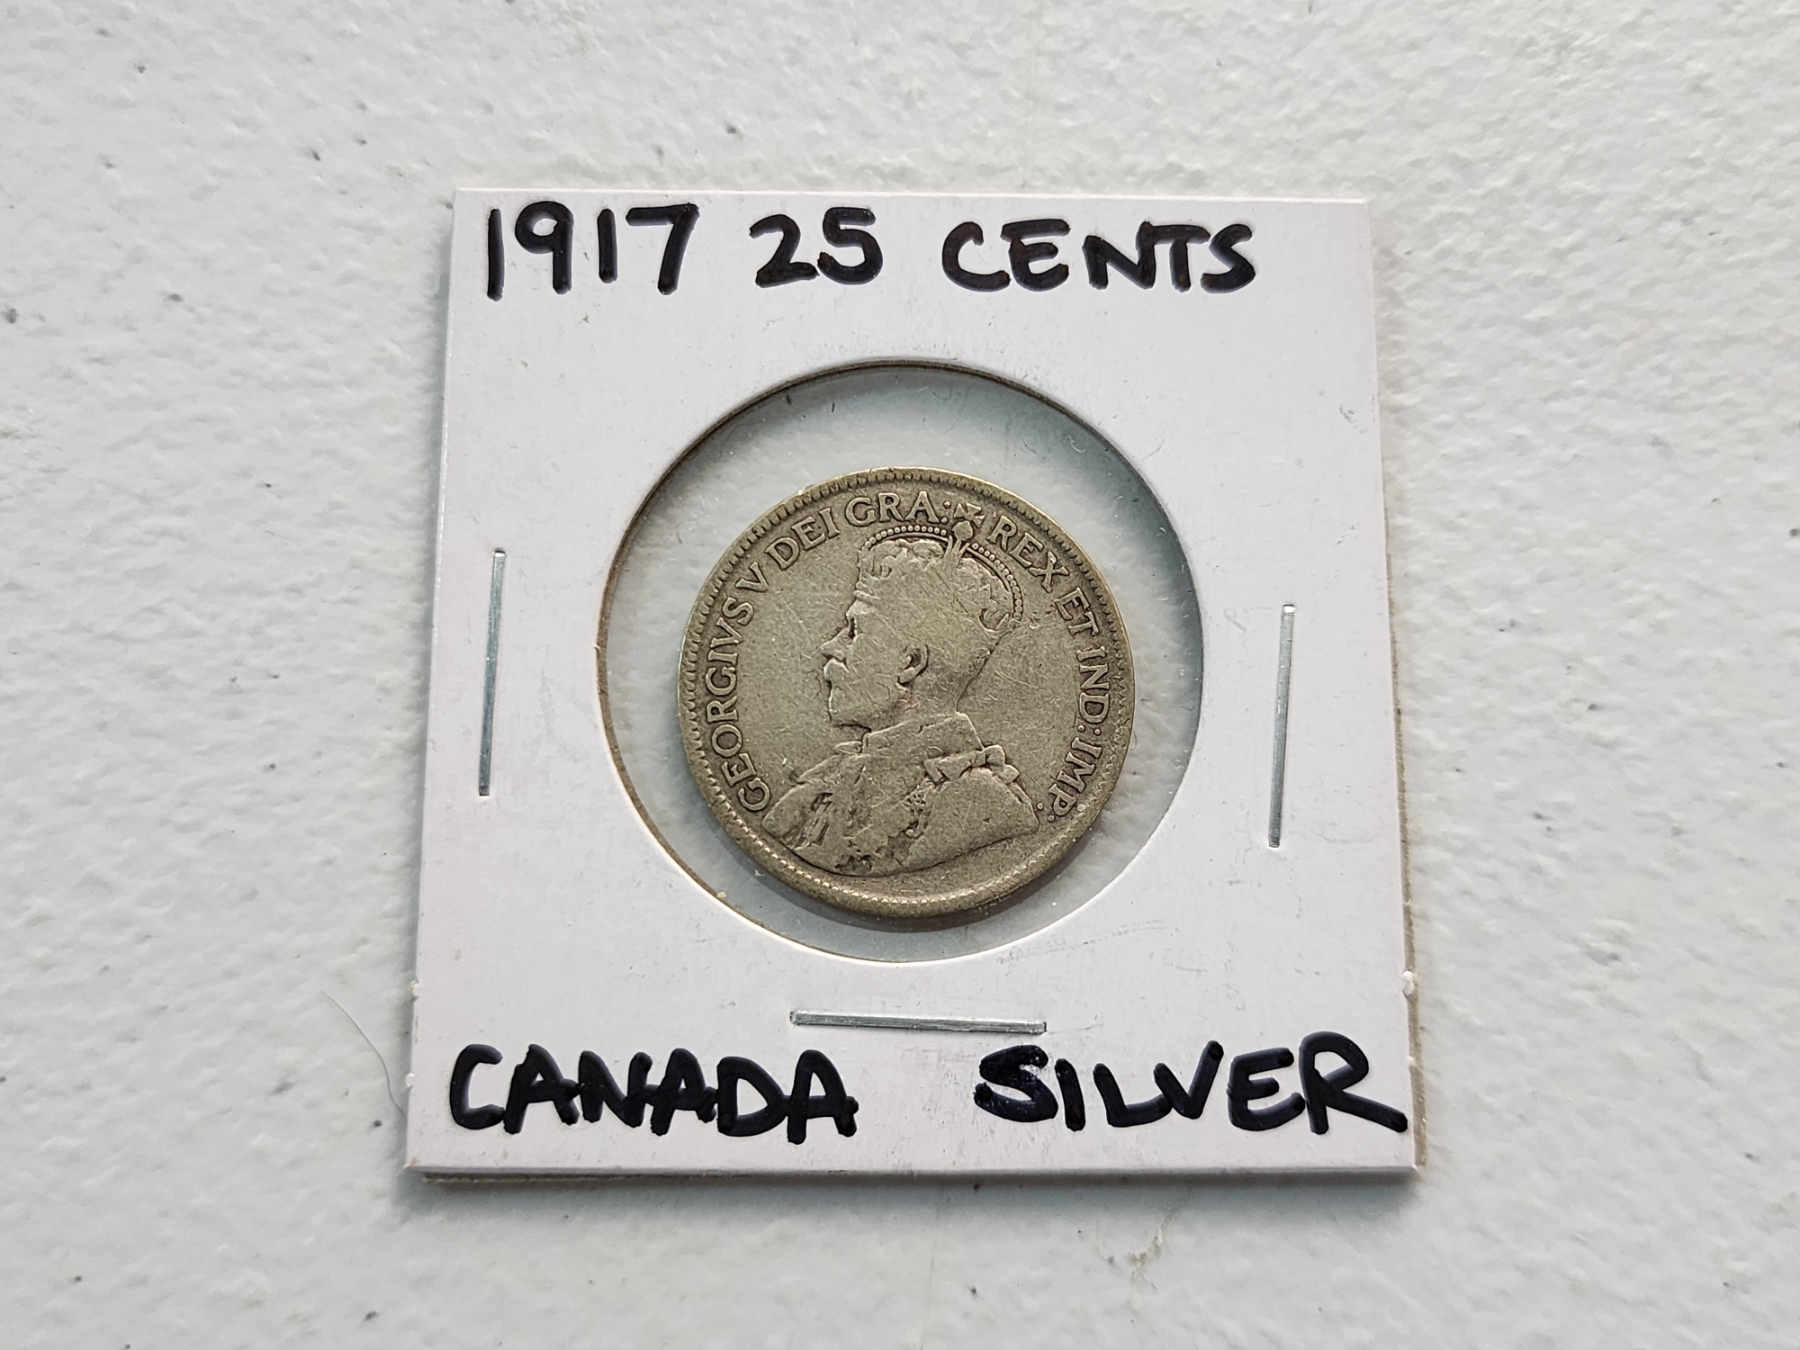 1917 25 CENTS
GEORGIVS V DEI GRA: REX ET IND: IMP:
CANADA SILVER